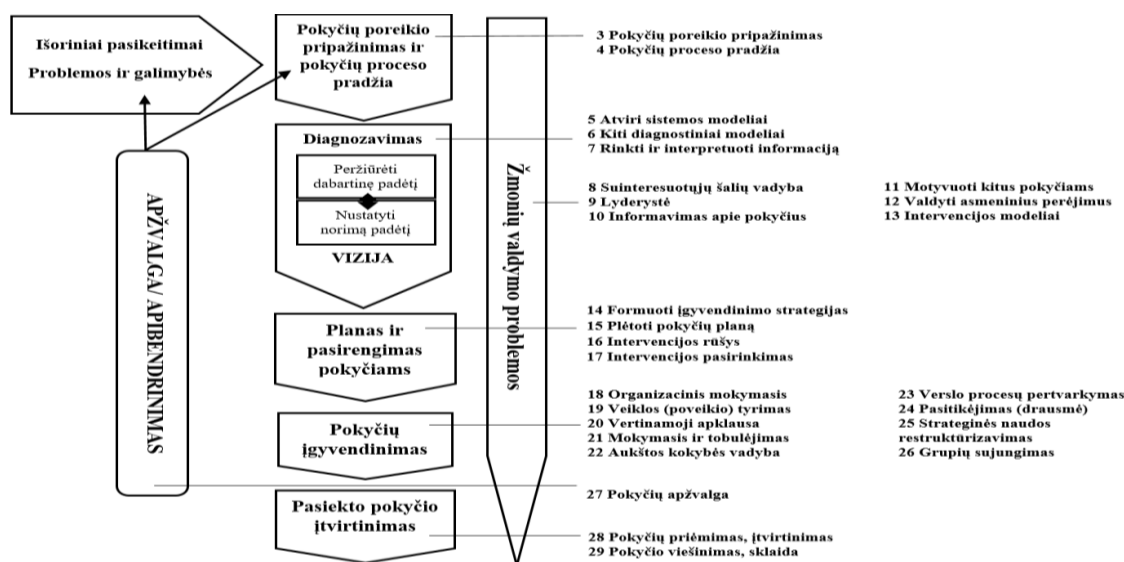 Išoriniai pasikeitimai
Problemos ir galimybės
Pokyčių poreikio
pripažinimas ir
pokyčių proceso
pradžia
3 Pokyčių poreikio pripažinimas
4 Pokyčių proceso pradžia
Diagnozavimas
Peržiūrėti
dabartinę padėtį
Nustatyti
norimą padėtį
VIZIJA
5 Atviri sistemos modeliai
6 Kiti diagnostiniai modeliai
7 Rinkti ir interpretuoti informaciją
APŽVALGA/ APIBENDRINIMAS
Žmonių valdymo problemos
8 Suinteresuotųjų šalių vadyba
9 Lyderystė
10 Informavimas apie pokyčius
11 Motyvuoti kitus pokyčiams
12 Valdyti asmeninius perėjimus
13 Intervencijos modeliai
Planas ir
pasirengimas
pokyčiams
14 Formuoti įgyvendinimo strategijas
15 Plėtoti pokyčių planą
16 Intervencijos rūšys
17 Intervencijos pasirinkimas
Pokyčių
įgyvendinimas
18 Organizacinis mokymasis
19 Veiklos (poveikio) tyrimas
20 Vertinamoji apklausa
21 Mokymasis ir tobulėjimas
22 Aukštos kokybės vadyba
23 Verslo procesų pertvarkymas
24 Pasitikėjimas (drausmė)
25 Strateginės naudos
restruktūrizavimas
26 Grupių sujungimas
27 Pokyčių apžvalga
Pasiekto pokyčio
įtvirtinimas
28 Pokyčių priėmimas, įtvirtinimas
29 Pokyčio viešinimas, sklaida